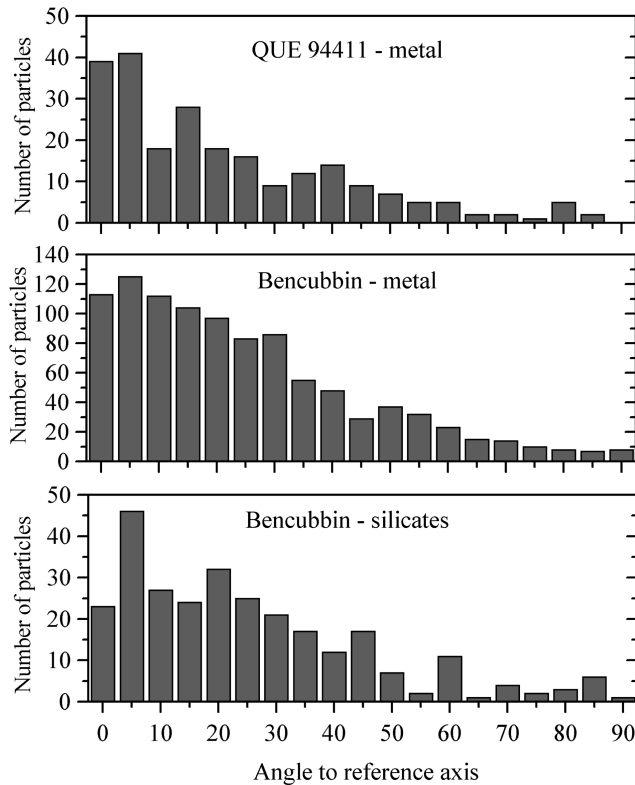 50
40
30
20
10
0
Number of particles
QUE 94411 - metal
140
120
100
80
60
40
20
0
Number of particles
Bencubbin - metal
50
40
30
20
10
0
Number of particles
Bencubbin - silicates
0 10 20 30 40 50 60 70 80 90
Angle to reference axis